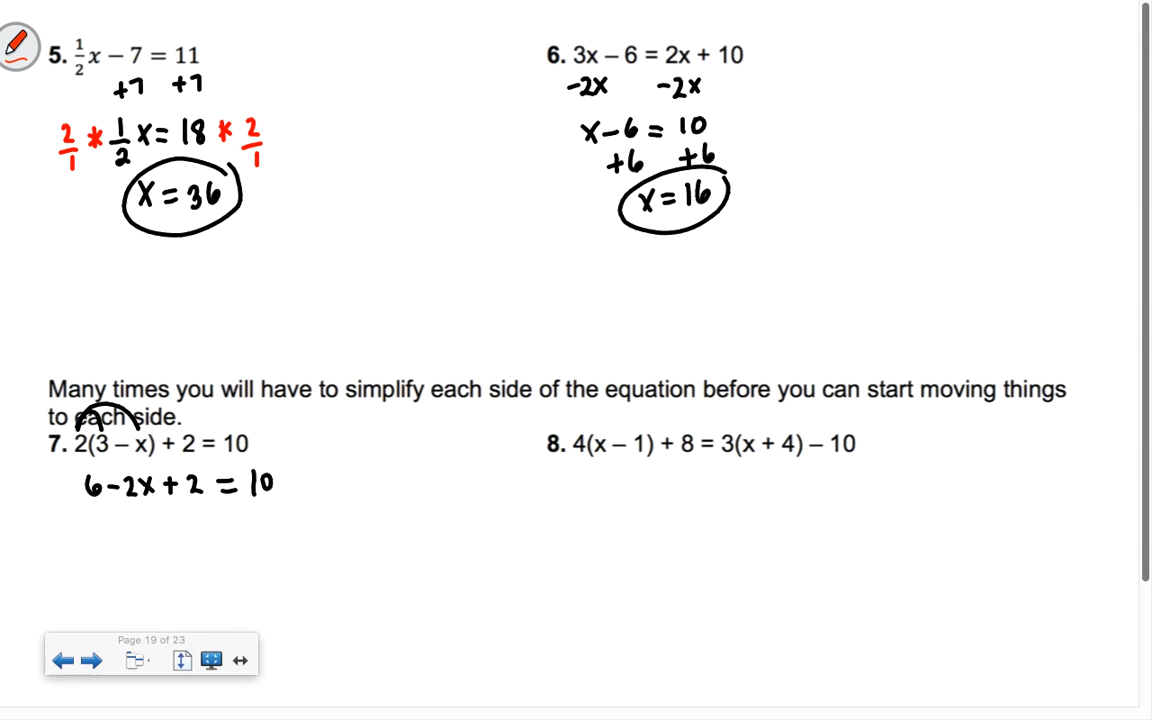 5. ½x – 7 = 11
+7 +7
2/1 * 1/2 x = 18 * 2/1
x = 36
6. 3x – 6 = 2x + 10
-2x -2x
x - 6 = 10
+6 +6
x = 16
Many times you will have to simplify each side of the equation before you can start moving things
to each side.
7. 2(3 – x) + 2 = 10
6 - 2x + 2 = 10
8. 4(x – 1) + 8 = 3(x + 4) – 10
Page 19 of 23